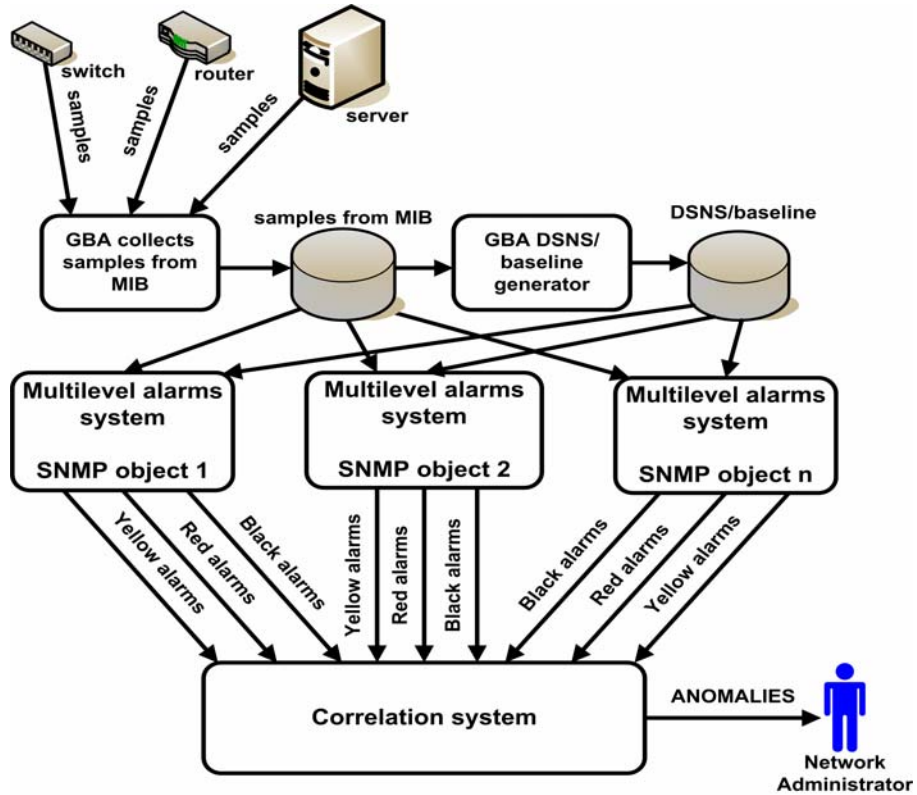 switch
router
server
samples
samples
samples
GBA collects
samples from
MIB
samples from MIB
GBA DSNS/
baseline
generator
DSNS/baseline
Multilevel alarms
system
SNMP object 1
Multilevel alarms
system
SNMP object 2
Multilevel alarms
system
SNMP object n
Yellow alarms
Red alarms
Black alarms
Yellow alarms
Red alarms
Black alarms
Black alarms
Red alarms
Yellow alarms
Correlation system
ANOMALIES
Network
Administrator